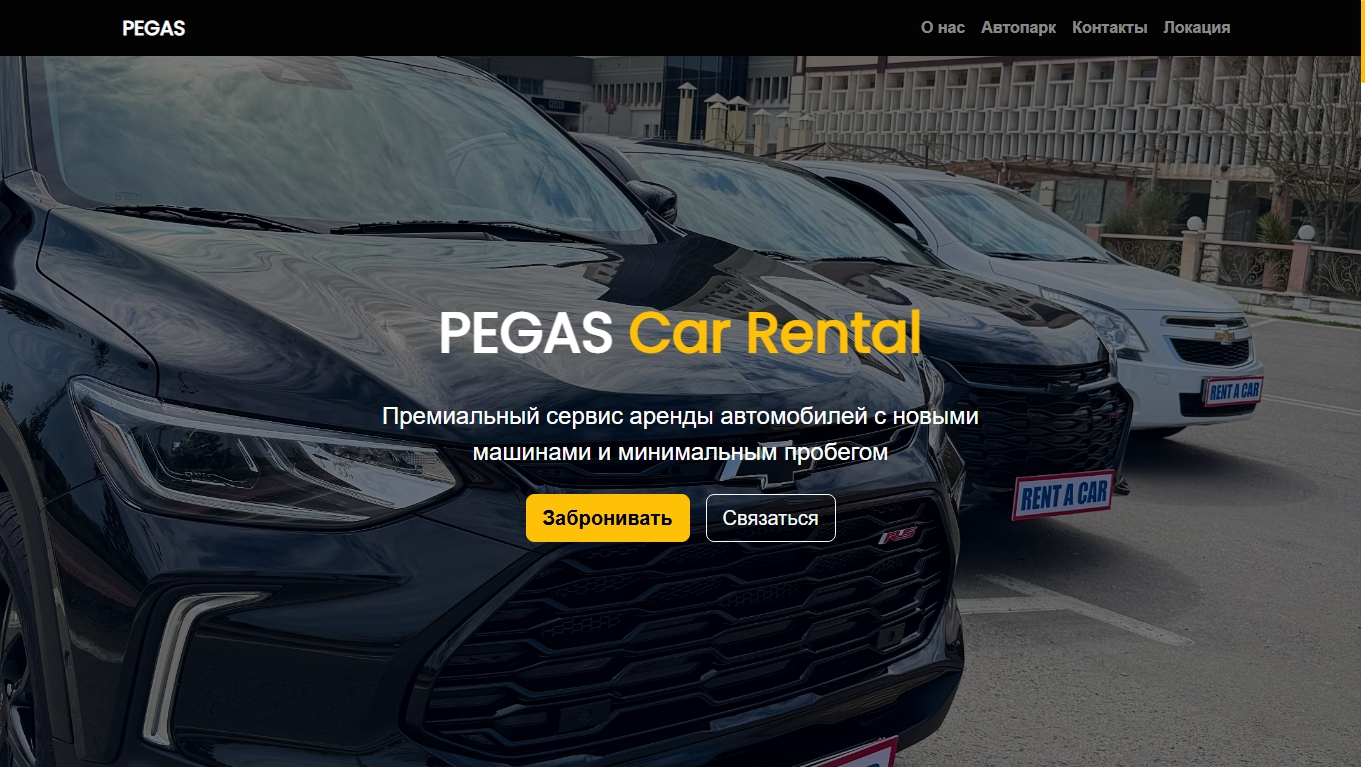 PEGAS
О нас Автопарк Контакты Локация
PEGAS Car Rental
Премиальный сервис аренды автомобилей с новыми
машинами и минимальным пробегом
Забронивать Связаться
RENT A CAR
RENT A CAR
RS